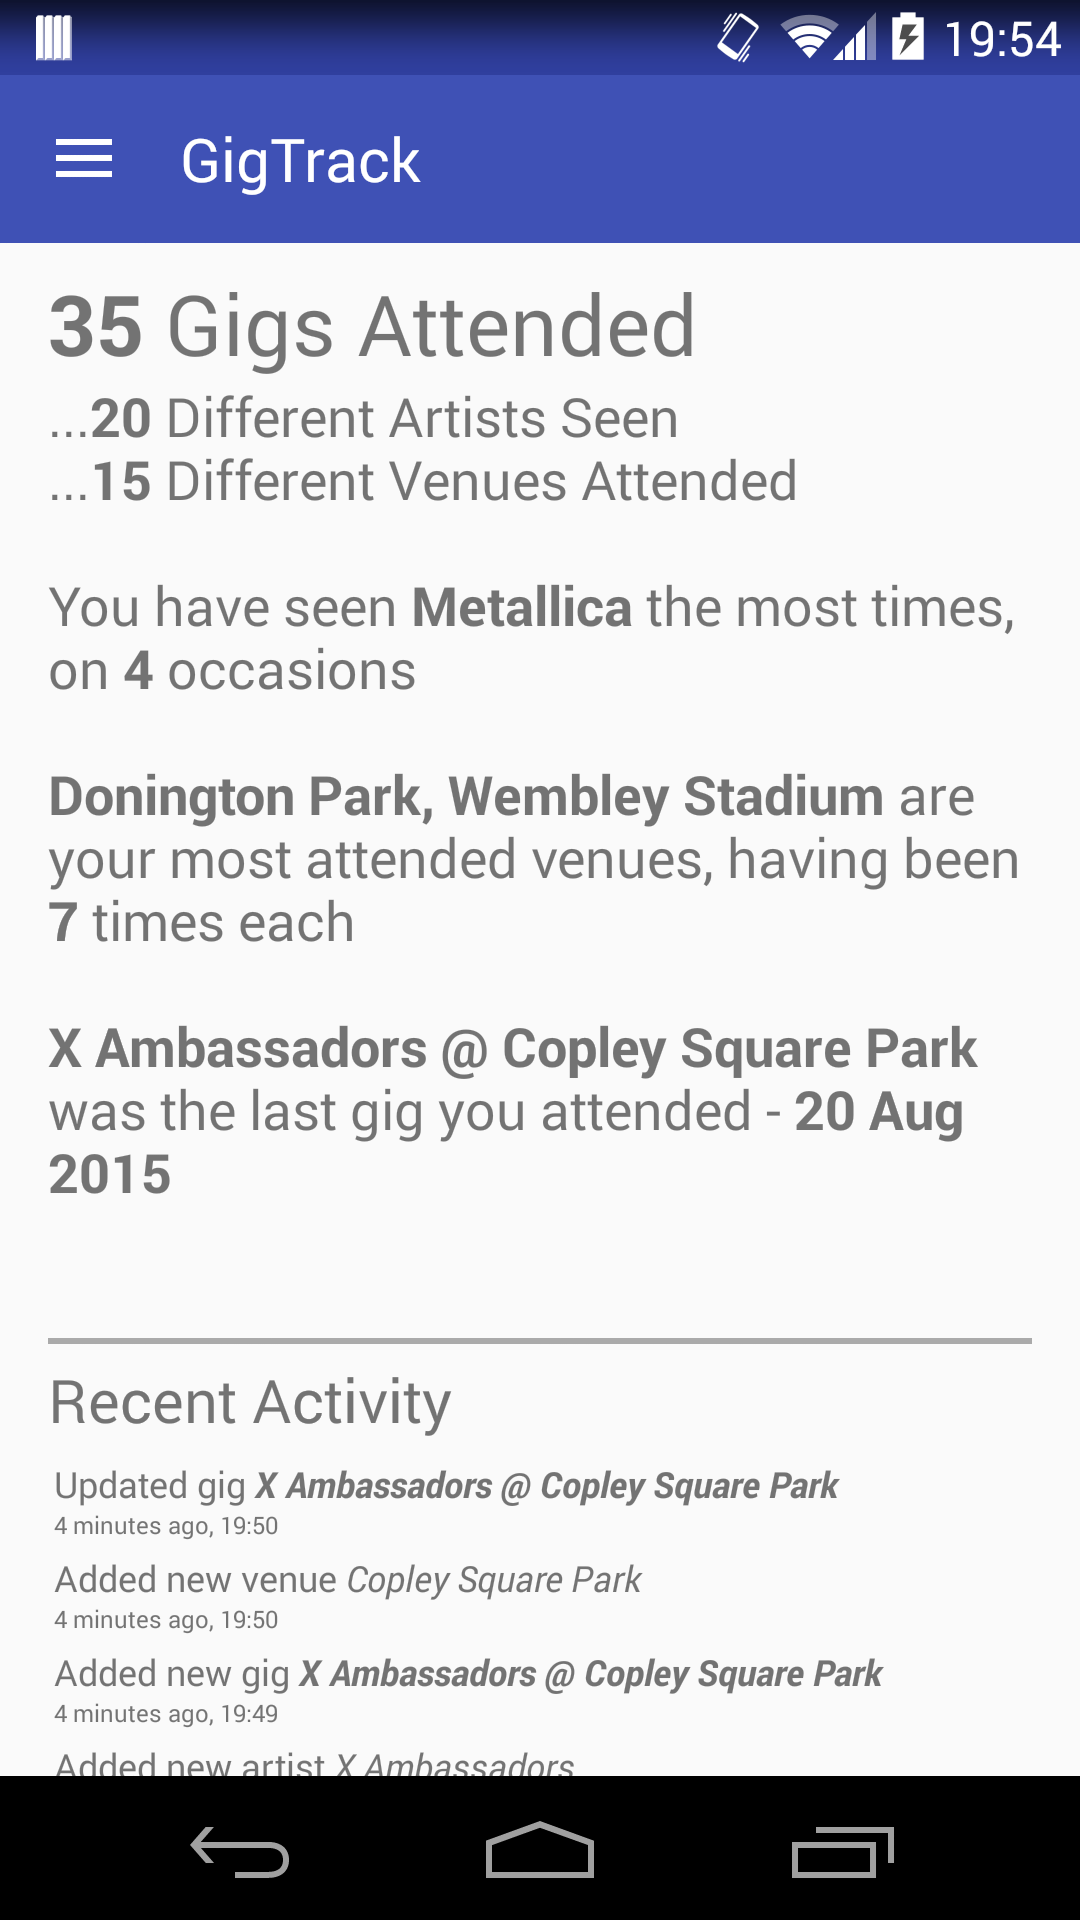 19:54
GigTrack
35 Gigs Attended
...20 Different Artists Seen
...15 Different Venues Attended
You have seen Metallica the most times,
on 4 occasions
Donington Park, Wembley Stadium are
your most attended venues, having been
7 times each
X Ambassadors @ Copley Square Park
was the last gig you attended - 20 Aug
2015
Recent Activity
Updated gig X Ambassadors @ Copley Square Park
4 minutes ago, 19:50
Added new venue Copley Square Park
4 minutes ago, 19:50
Added new gig X Ambassadors @ Copley Square Park
4 minutes ago, 19:49
Added new artist X Ambassadors